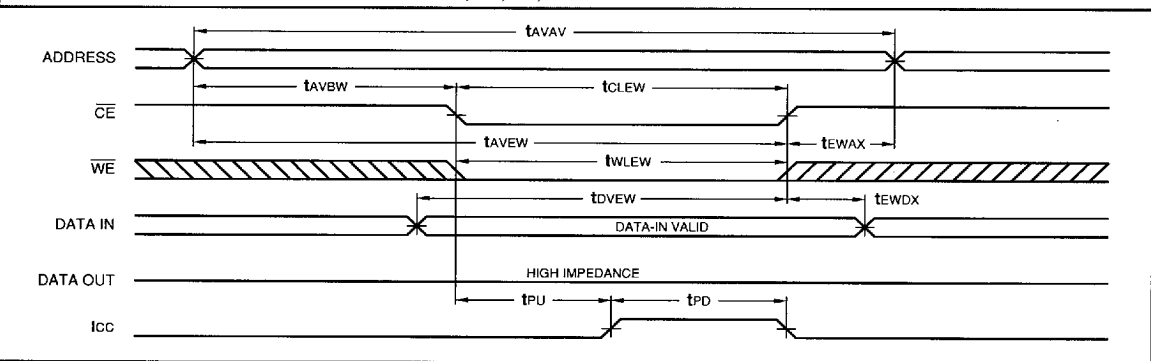 tAVAV
ADDRESS
tAVBW tCLEW
CE
tAVEW tEWAX
WE tWLEW
tDVEW tEWDX
DATA IN DATA-IN VALID
DATA OUT HIGH IMPEDANCE
tPU tPD
ICC